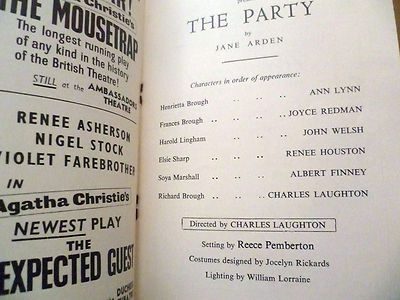 Christie's
THE MOUSETRAP
The longest running play
of any kind in the history
of the British Theatre!
STILL at the AMBASSADORS
THEATRE
RENEE ASHERSON
NIGEL STOCK
VIOLET FAREBROTHER
IN
Agatha Christie's
NEWEST PLAY
THE
EXPECTED GUEST
THE PARTY
by
JANE ARDEN
Characters in order of appearance:
Henrietta Brough .. .. .. ANN LYNN
Frances Brough .. .. .. JOYCE REDMAN
Harold Lingham .. .. .. JOHN WELSH
Elsie Sharp .. .. .. RENEE HOUSTON
Soya Marshall .. .. .. ALBERT FINNEY
Richard Brough .. .. CHARLES LAUGHTON
Directed by CHARLES LAUGHTON
Setting by Reece Pemberton
Costumes designed by Jocelyn Rickards
Lighting by William Lorraine